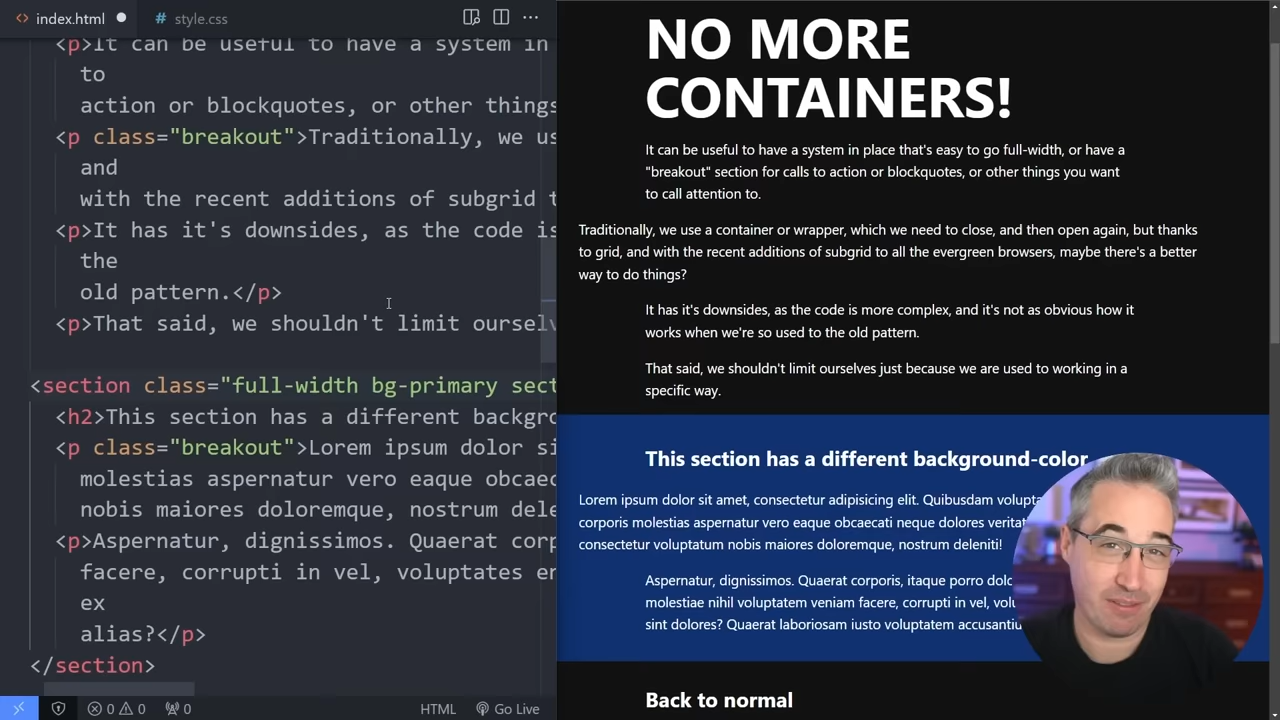 index.html
style.css
<p>It can be useful to have a system in
to
action or blockquotes, or other things
<p class="breakout">Traditionally, we us
and
with the recent additions of subgrid t
<p>It has it's downsides, as the code is
the
old pattern.</p>
<p>That said, we shouldn't limit ourselv
<section class="full-width bg-primary sect
<h2>This section has a different backgro
<p class="breakout">Lorem ipsum dolor si
molestias aspernatur vero eaque obcaec
nobis maiores doloremque, nostrum dele
<p>Aspernatur, dignissimos. Quaerat corp
facere, corrupti in vel, voluptates er
ex
alias?</p>
</section>
0 0 0
HTML
Go Live
NO MORE
CONTAINERS!
It can be useful to have a system in place that's easy to go full-width, or have a
"breakout" section for calls to action or blockquotes, or other things you want
to call attention to.
Traditionally, we use a container or wrapper, which we need to close, and then open again, but thanks
to grid, and with the recent additions of subgrid to all the evergreen browsers, maybe there's a better
way to do things?
It has it's downsides, as the code is more complex, and it's not as obvious how it
works when we're so used to the old pattern.
That said, we shouldn't limit ourselves just because we are used to working in a
specific way.
This section has a different background-color
Lorem ipsum dolor sit amet, consectetur adipisicing elit. Quibusdam volupta
corporis molestias aspernatur vero eaque obcaecati neque dolores veritat
consectetur voluptatum nobis maiores doloremque, nostrum deleniti!
Aspernatur, dignissimos. Quaerat corporis, itaque porro dolo
molestiae nihil voluptatem veniam facere, corrupti in vel, volu
sint dolores? Quaerat laboriosam iusto voluptatem accusantiu
Back to normal